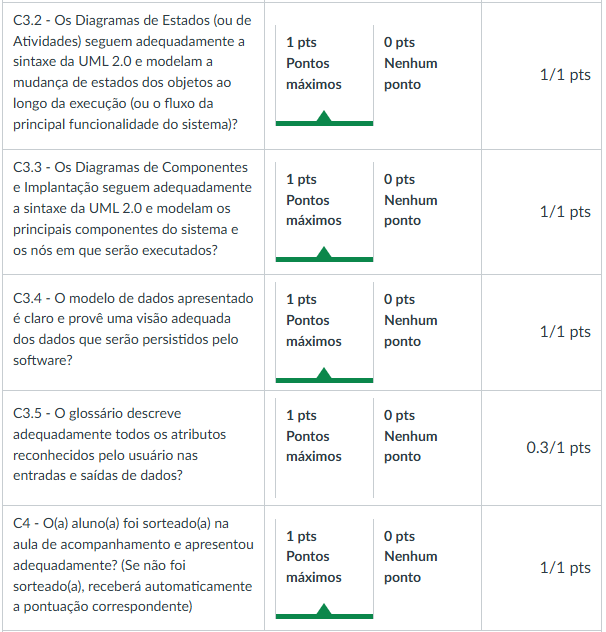 C3.2 - Os Diagramas de Estados (ou de
Atividades) seguem adequadamente a
sintaxe da UML 2.0 e modelam a
mudança de estados dos objetos ao
longo da execução (ou o fluxo da
principal funcionalidade do sistema)?
1 pts
Pontos
máximos
0 pts
Nenhum
ponto
1/1 pts
C3.3 - Os Diagramas de Componentes
e Implantação seguem adequadamente
a sintaxe da UML 2.0 e modelam os
principais componentes do sistema e
os nós em que serão executados?
1 pts
Pontos
máximos
0 pts
Nenhum
ponto
1/1 pts
C3.4 - O modelo de dados apresentado
é claro e provê uma visão adequada
dos dados que serão persistidos pelo
software?
1 pts
Pontos
máximos
0 pts
Nenhum
ponto
1/1 pts
C3.5 - O glossário descreve
adequadamente todos os atributos
reconhecidos pelo usuário nas
entradas e saídas de dados?
1 pts
Pontos
máximos
0 pts
Nenhum
ponto
0.3/1 pts
C4 - O(a) aluno(a) foi sorteado(a) na
aula de acompanhamento e apresentou
adequadamente? (Se não foi
sorteado(a), receberá automaticamente
a pontuação correspondente)
1 pts
Pontos
máximos
0 pts
Nenhum
ponto
1/1 pts